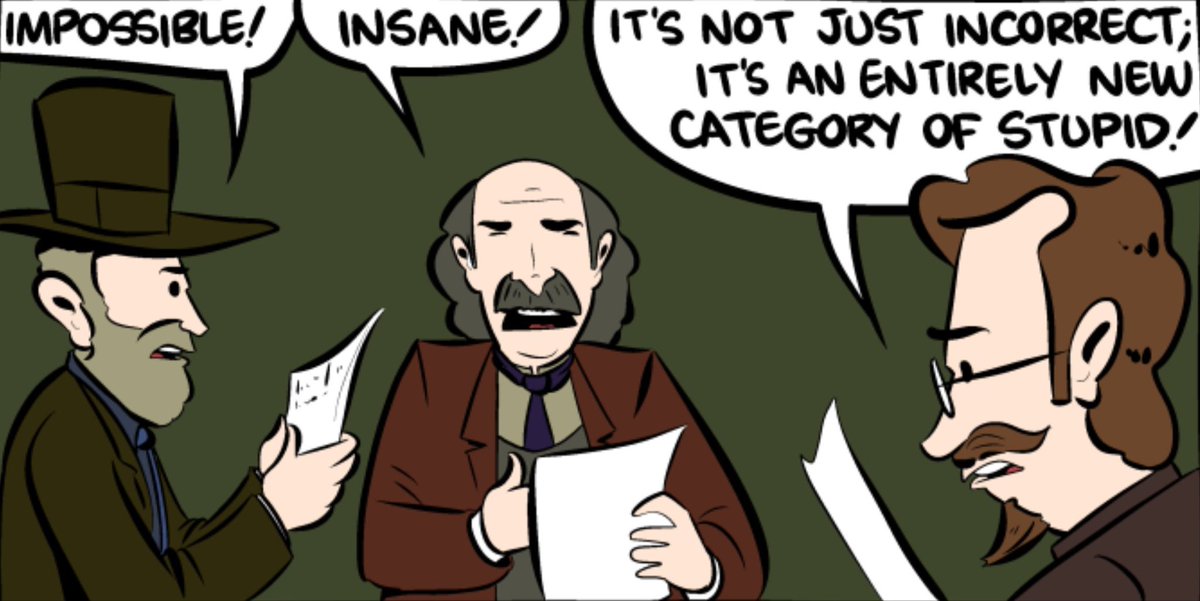 IMPOSSIBLE!
INSANE!
IT'S NOT JUST INCORRECT;
IT'S AN ENTIRELY NEW
CATEGORY OF STUPID!